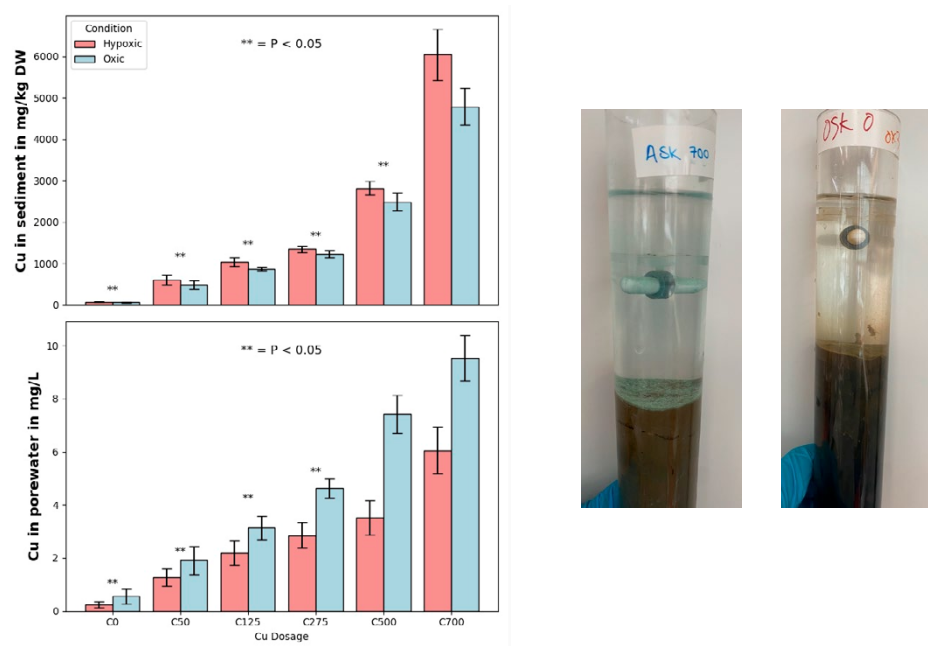 Condition
Hypoxic
Oxic
** = P < 0.05
Cu in sediment in mg/kg DW
6000
5000
4000
3000
2000
1000
0
**
**
**
**
**
Cu in porewater in mg/L
** = P < 0.05
10
8
6
4
2
0
**
**
**
**
C0
C50
C125
C275
C500
C700
Cu Dosage
ASK 700
OSK 0